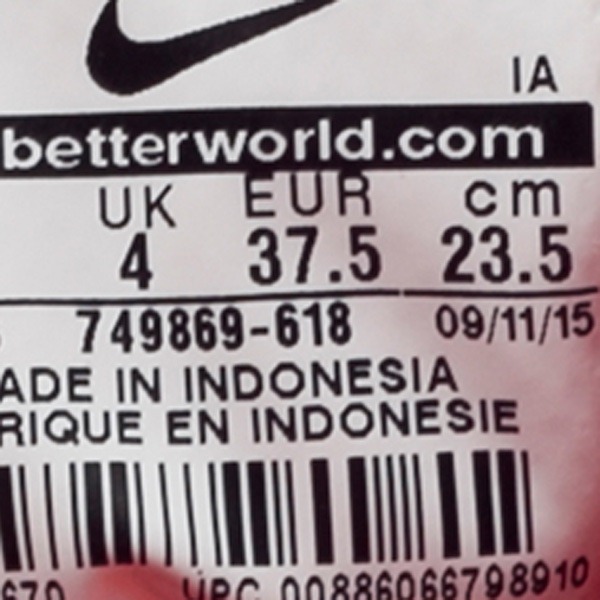 IA
betterworld.com
UK EUR cm
4 37.5 23.5
749869-618 09/11/15
ADE IN INDONESIA
RIQUE EN INDONESIE
670 UPC 00886066798910